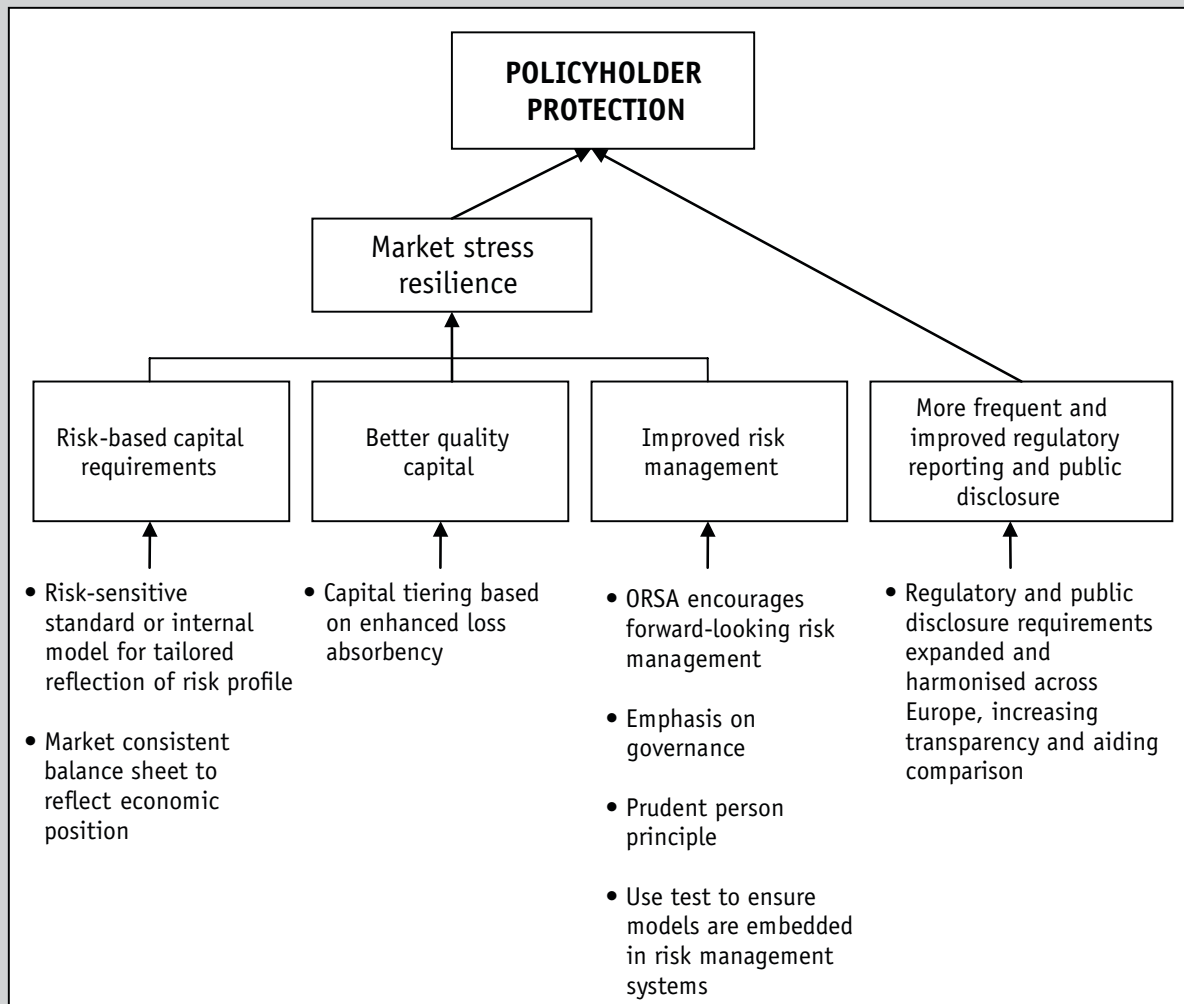 POLICYHOLDER
PROTECTION
Market stress
resilience
Risk-based capital
requirements
Better quality
capital
Improved risk
management
More frequent and
improved regulatory
reporting and public
disclosure
• Risk-sensitive
standard or internal
model for tailored
reflection of risk profile
• Market consistent
balance sheet to
reflect economic
position
• Capital tiering based
on enhanced loss
absorbency
• ORSA encourages
forward-looking risk
management
• Emphasis on
governance
• Prudent person
principle
• Use test to ensure
models are embedded
in risk management
systems
• Regulatory and public
disclosure requirements
expanded and
harmonised across
Europe, increasing
transparency and aiding
comparison